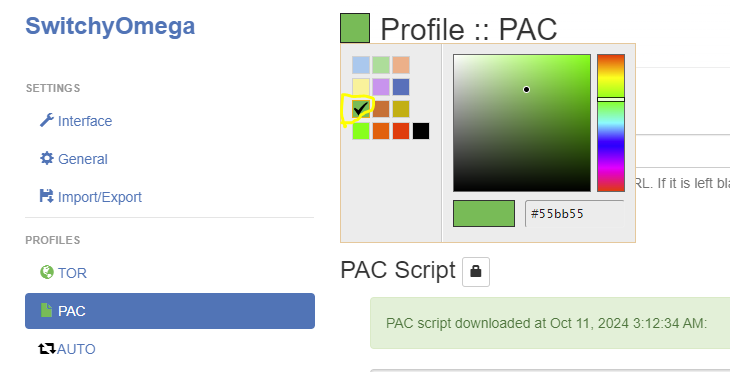 SwitchyOmega
Profile :: PAC
SETTINGS
Interface
General
Import/Export
PROFILES
TOR
PAC
AUTO
#55bb55
RL. If it is left bla
PAC Script
PAC script downloaded at Oct 11, 2024 3:12:34 AM: